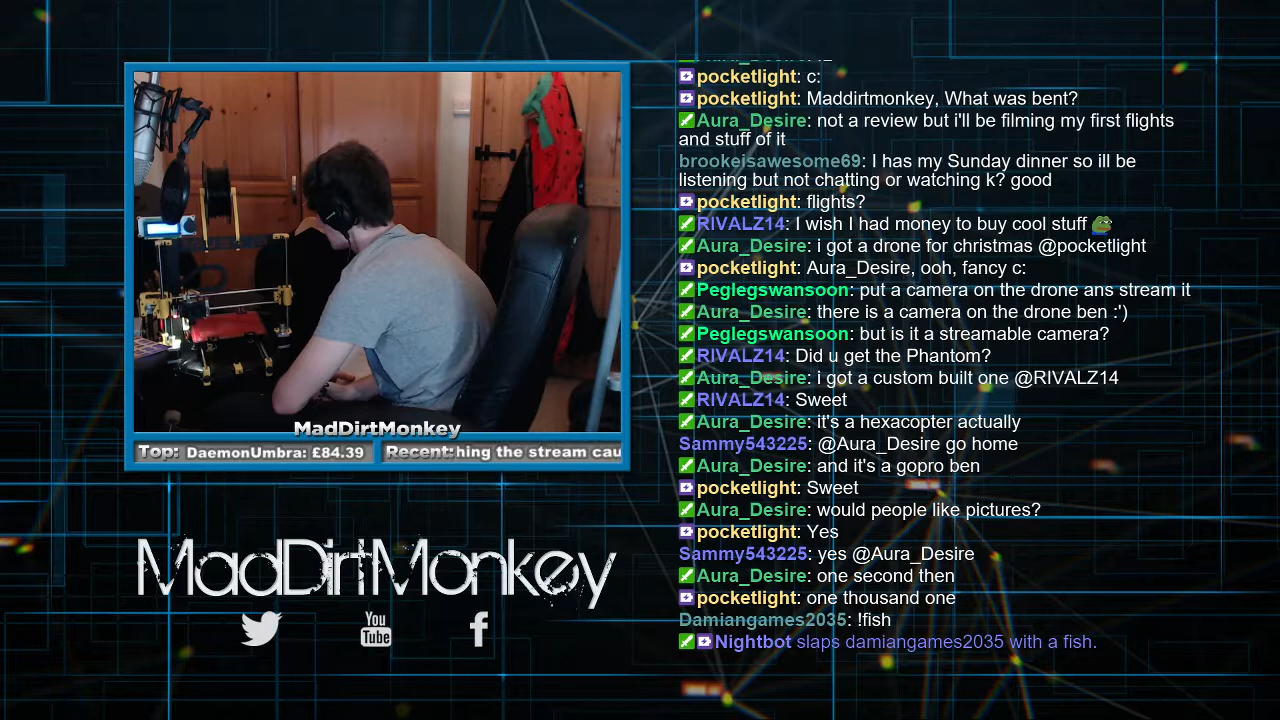 pocketlight: c:
pocketlight: Maddirtmonkey, What was bent?
Aura_Desire: not a review but i'll be filming my first flights
and stuff of it
brookeisawesome69: I has my Sunday dinner so ill be
listening but not chatting or watching k? good
pocketlight: flights?
RIVALZ14: I wish I had money to buy cool stuff
Aura_Desire: i got a drone for christmas @pocketlight
pocketlight: Aura_Desire, ooh, fancy c:
Peglegswansoon: put a camera on the drone ans stream it
Aura_Desire: there is a camera on the drone ben :')
Peglegswansoon: but is it a streamable camera?
RIVALZ14: Did u get the Phantom?
Aura_Desire: i got a custom built one @RIVALZ14
RIVALZ14: Sweet
Aura_Desire: it's a hexacopter actually
Sammy543225: @Aura_Desire go home
Aura_Desire: and it's a gopro ben
pocketlight: Sweet
Aura_Desire: would people like pictures?
pocketlight: Yes
Sammy543225: yes @Aura_Desire
Aura_Desire: one second then
pocketlight: one thousand one
Damiangames2035: !fish
Nightbot slaps damiangames2035 with a fish.
MadDirtMonkey
Top: DaemonUmbra: £84.39
Recent: hing the stream cau
MadDirtMonkey
You
Tube